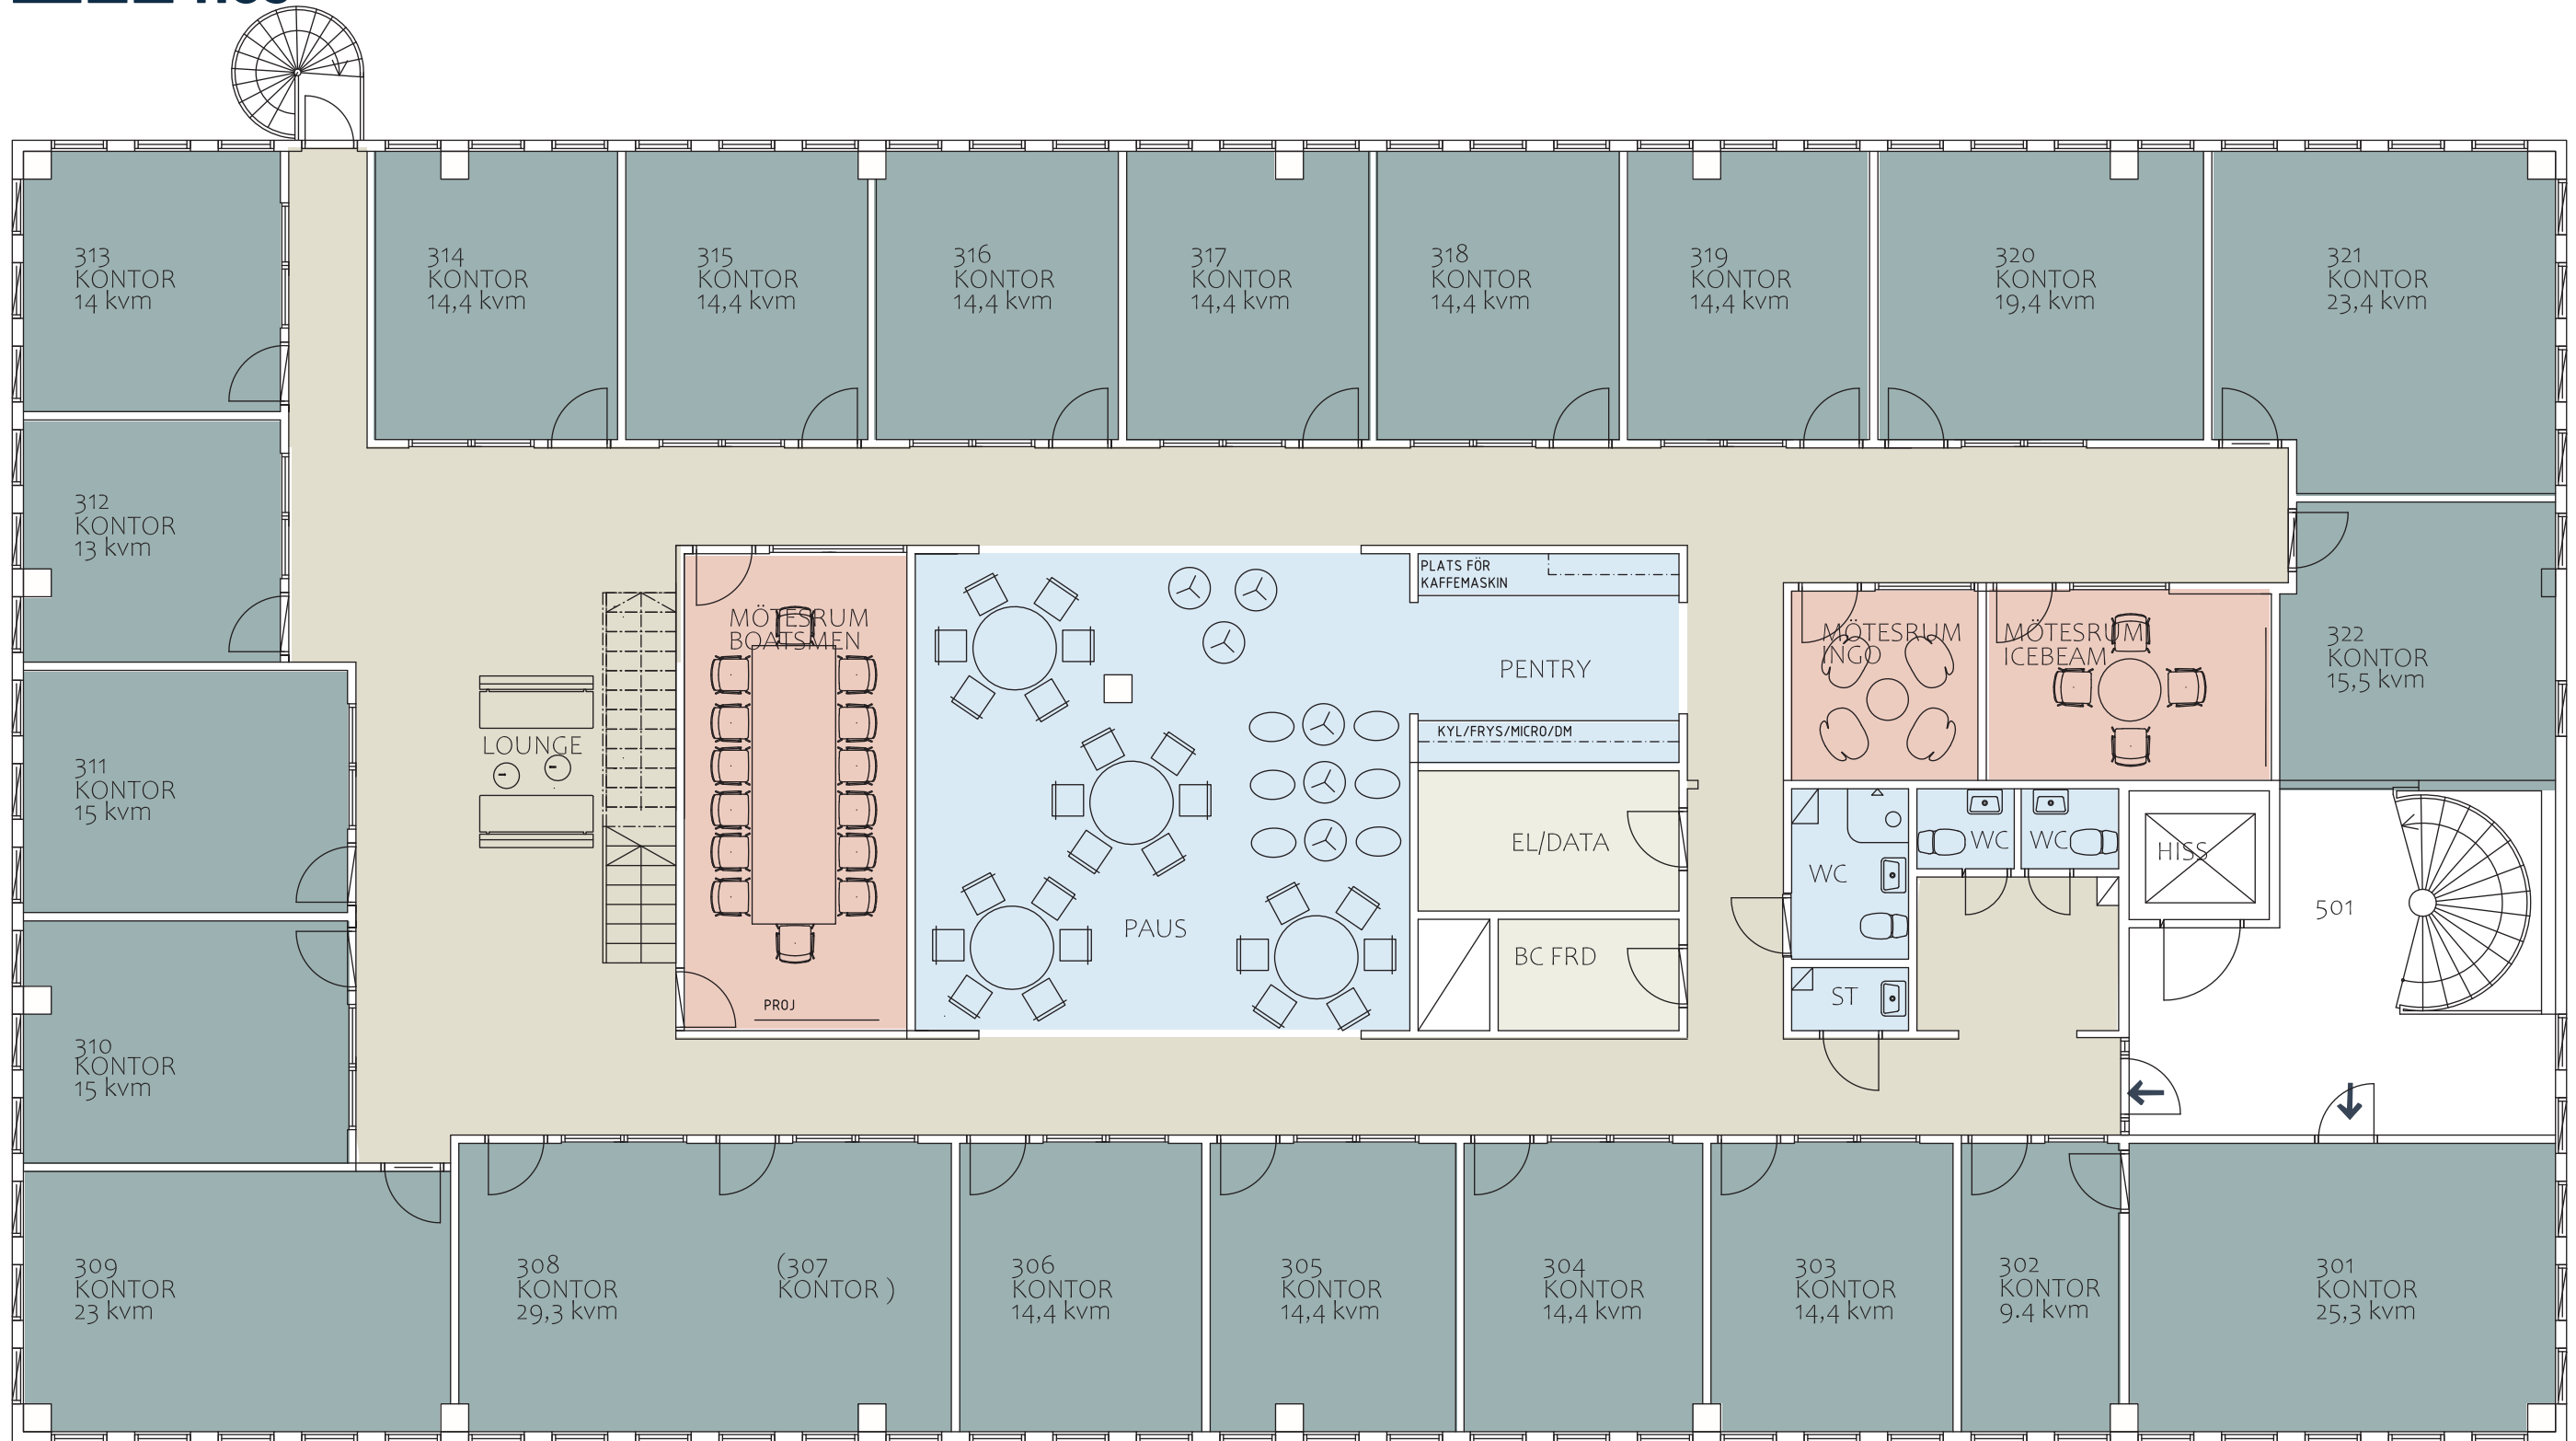 313
KONTOR
14 kvm
314
KONTOR
14,4 kvm
315
KONTOR
14,4 kvm
316
KONTOR
14,4 kvm
317
KONTOR
14,4 kvm
318
KONTOR
14,4 kvm
319
KONTOR
14,4 kvm
320
KONTOR
19,4 kvm
321
KONTOR
23,4 kvm
312
KONTOR
13 kvm
MÖTESRUM
BOATSMEN
PLATS FÖR
KAFFEMASKIN
PENTRY
KYL/FRYS/MICRO/DM
MÖTESRUM
INGO
MÖTESRUM
ICEBEAM
322
KONTOR
15,5 kvm
311
KONTOR
15 kvm
LOUNGE
EL/DATA
WC
WC
WC
HISS
501
PAUS
BC FRD
ST
PROJ
310
KONTOR
15 kvm
309
KONTOR
23 kvm
308
KONTOR
29,3 kvm
(307
KONTOR )
306
KONTOR
14,4 kvm
305
KONTOR
14,4 kvm
304
KONTOR
14,4 kvm
303
KONTOR
14,4 kvm
302
KONTOR
9.4 kvm
301
KONTOR
25,3 kvm